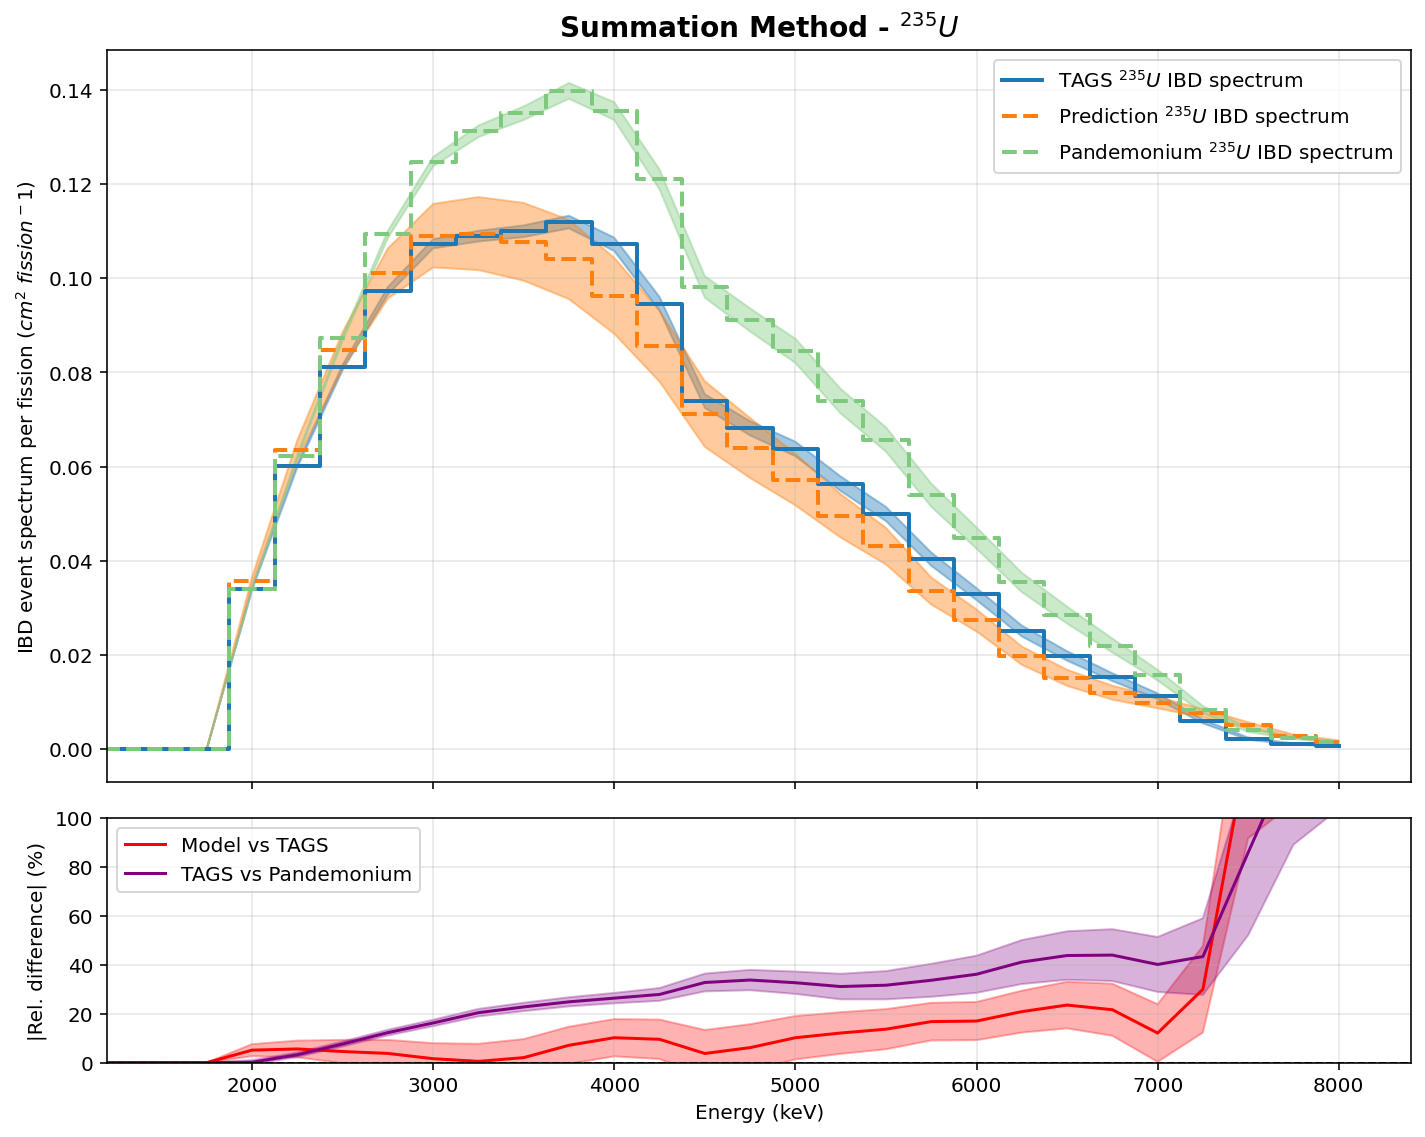 Summation Method - ²³⁵U
TAGS ²³⁵U IBD spectrum
Prediction ²³⁵U IBD spectrum
Pandemonium ²³⁵U IBD spectrum
IBD event spectrum per fission (cm² fission⁻1)
0.14
0.12
0.10
0.08
0.06
0.04
0.02
0.00
Model vs TAGS
TAGS vs Pandemonium
|Rel. difference| (%)
100
80
60
40
20
0
2000 3000 4000 5000 6000 7000 8000
Energy (keV)